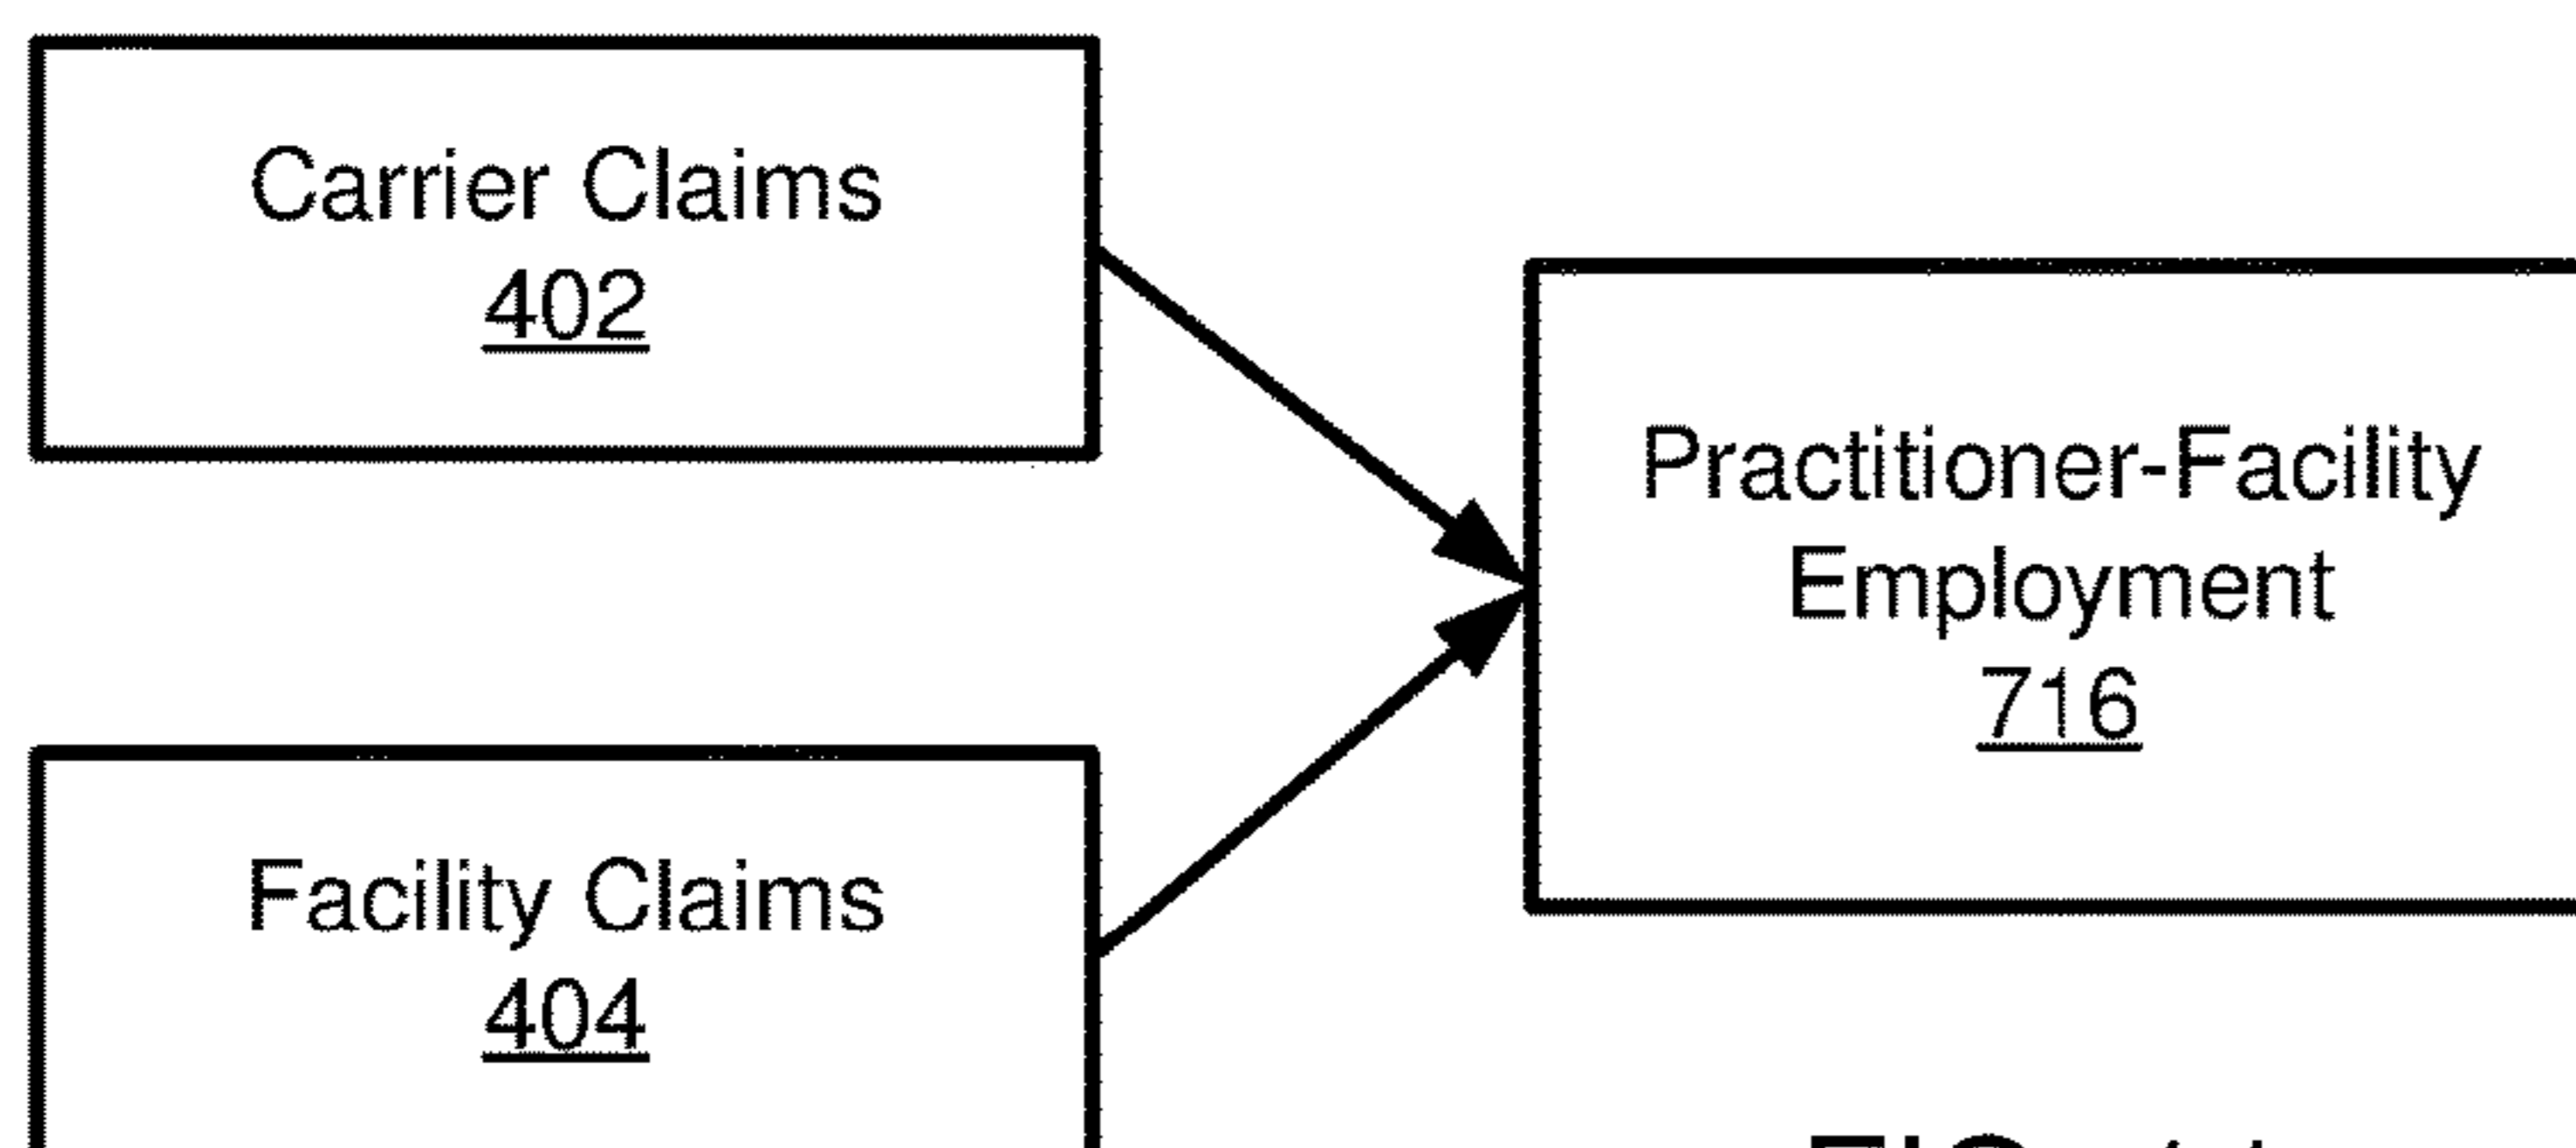 Carrier Claims
402
Practitioner-Facility
Employment
716
Facility Claims
404